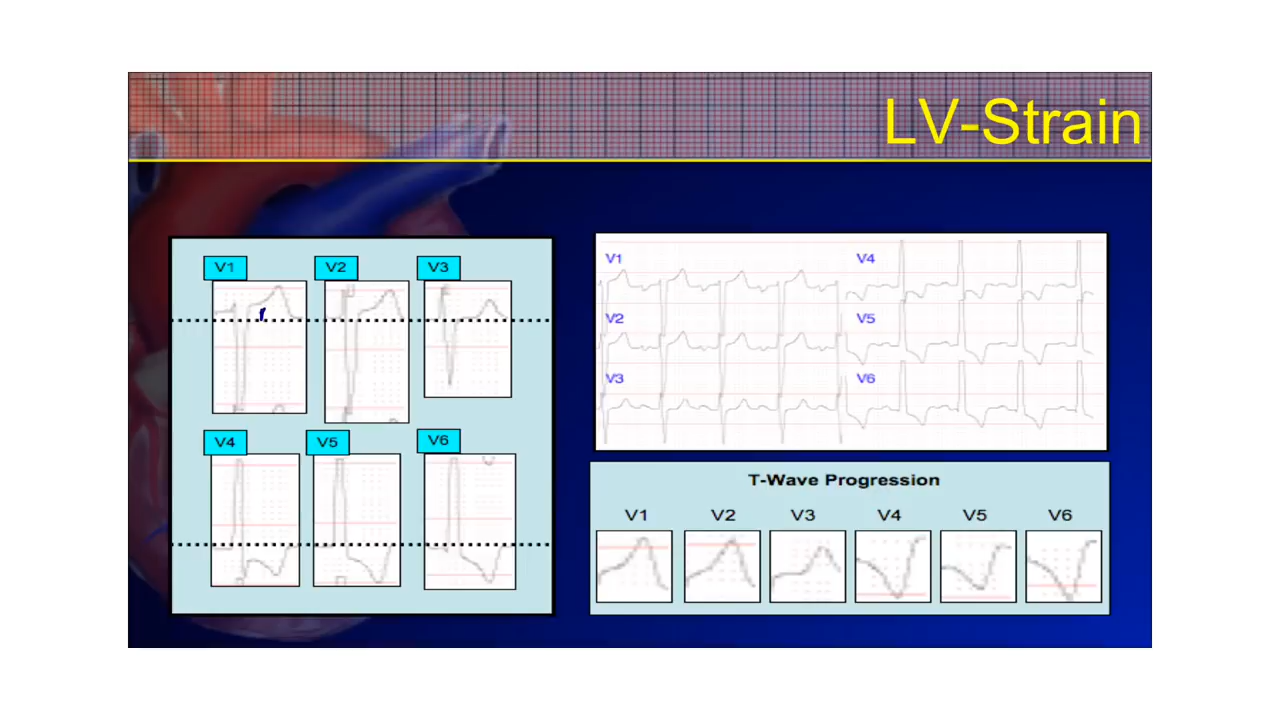 LV-Strain
V1 V2 V3
V4 V5 V6
V1 V4
V2 V5
V3 V6
T-Wave Progression
V1 V2 V3 V4 V5 V6